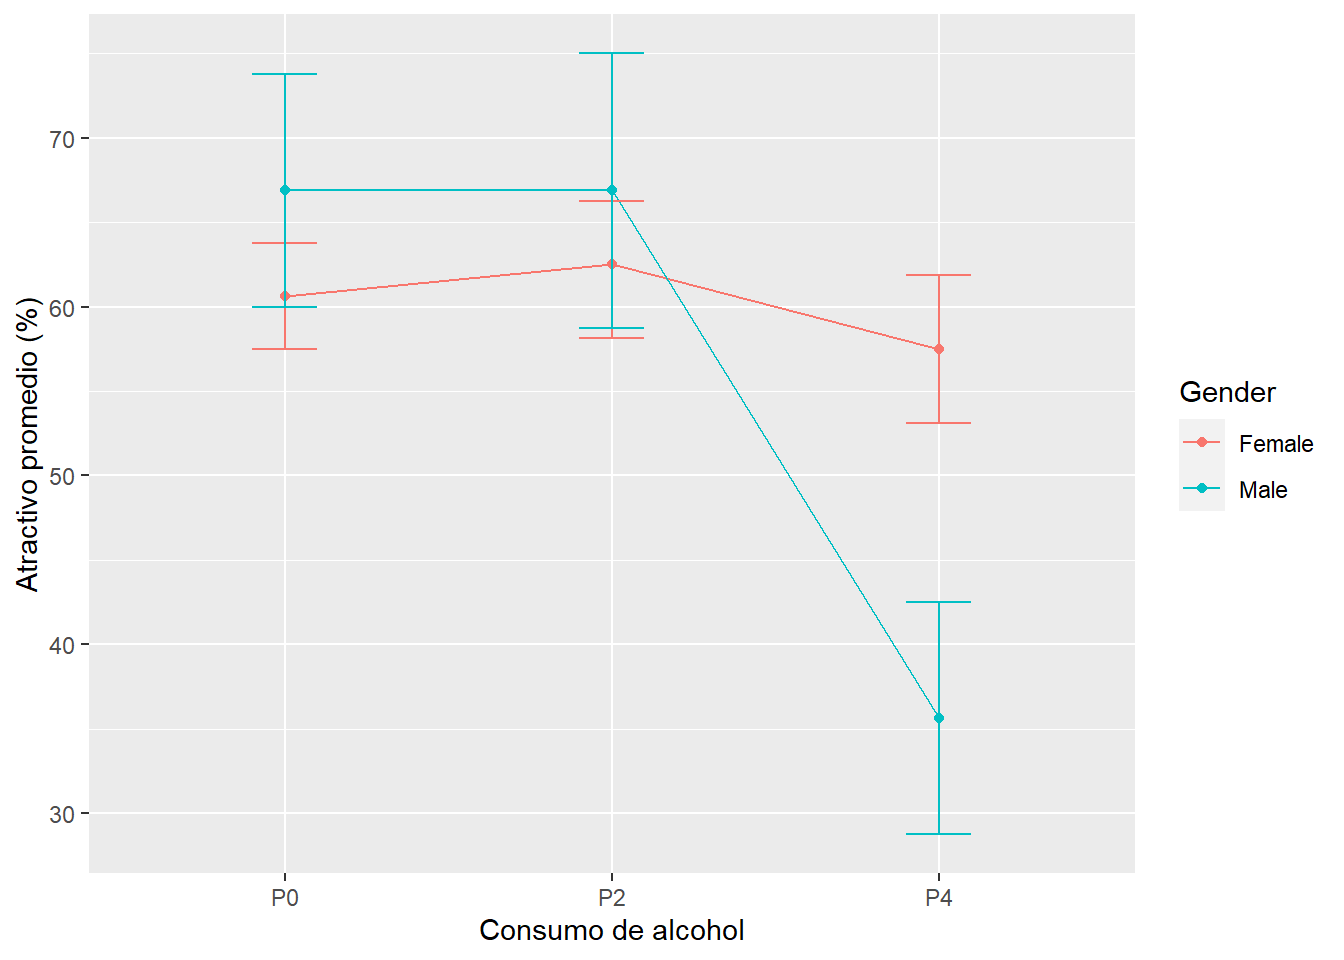 Atractivo promedio (%)
70
60
50
40
30
P0
P2
P4
Consumo de alcohol
Gender
Female
Male